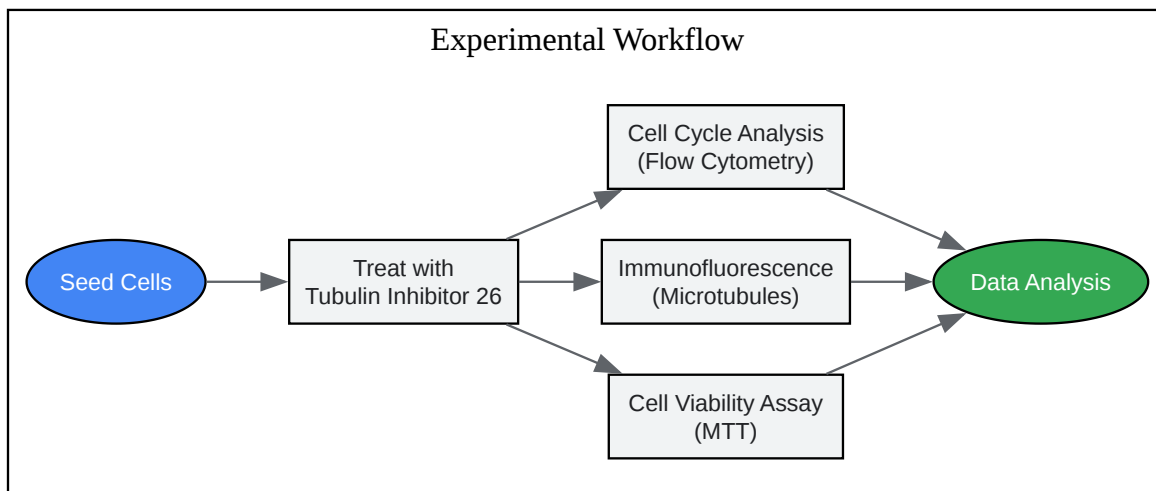 Experimental Workflow
Seed Cells
Treat with
Tubulin Inhibitor 26
Cell Cycle Analysis
(Flow Cytometry)
Immunofluorescence
(Microtubules)
Cell Viability Assay
(MTT)
Data Analysis